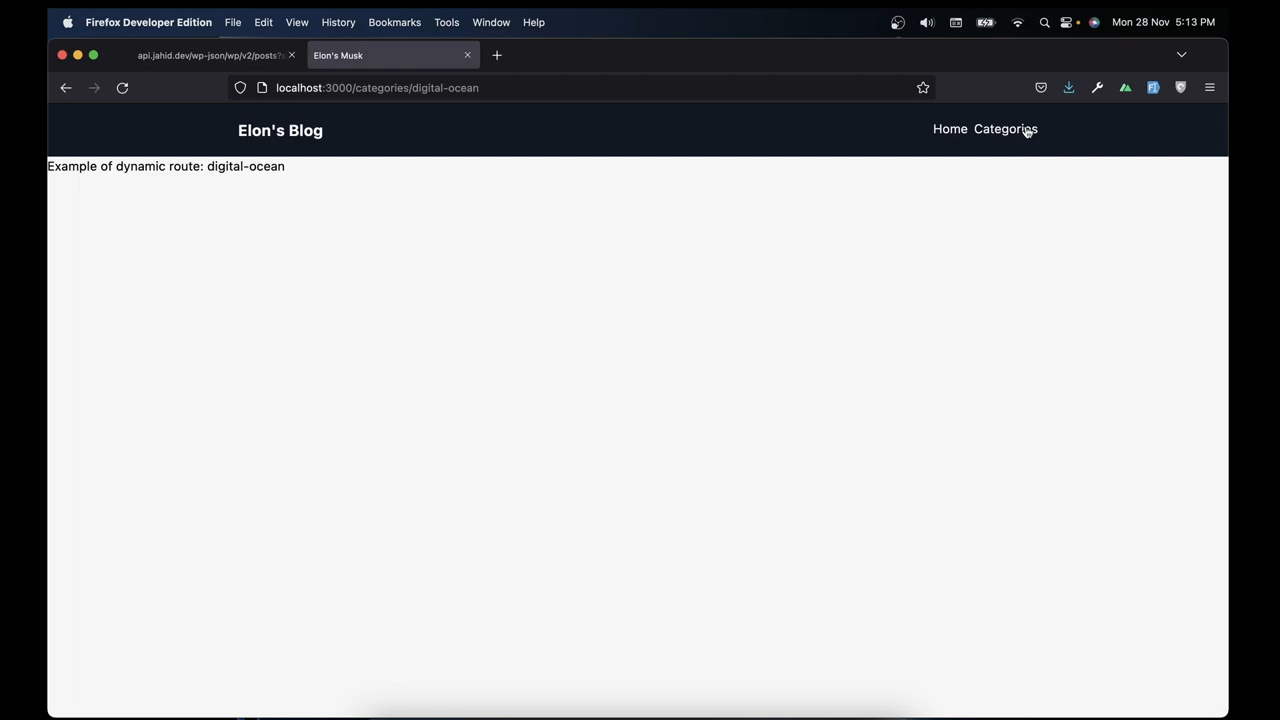 Firefox Developer Edition File Edit View History Bookmarks Tools Window Help Mon 28 Nov 5:13 PM
api.jahid.dev/wp-json/wp/v2/posts?s Elon's Musk
localhost:3000/categories/digital-ocean
Elon's Blog Home Categories
Example of dynamic route: digital-ocean